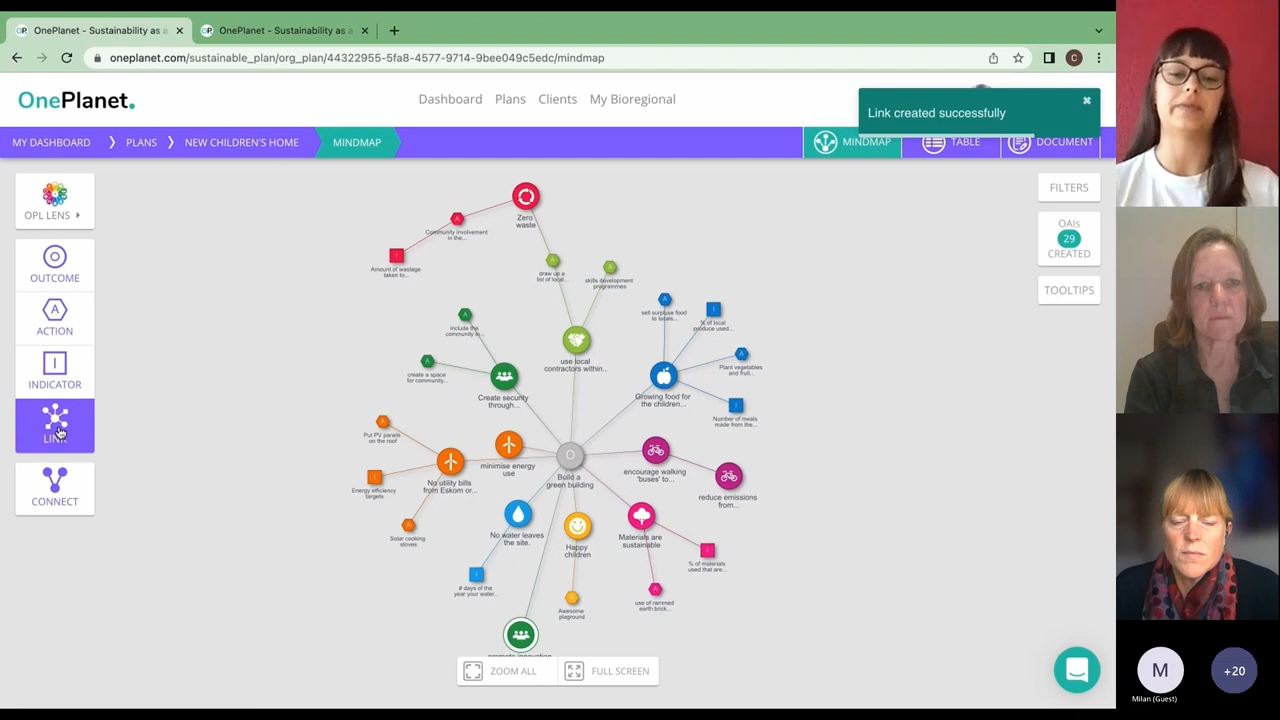 OnePlanet - Sustainability as a
OnePlanet - Sustainability as
oneplanet.com/sustainable_plan/org_plan/44322955-5fa8-4577-9714-9bee049c5edc/mindmap
C
OnePlanet.
Dashboard
Plans
Clients
My Bioregional
Link created successfully
MY DASHBOARD
PLANS
NEW CHILDREN'S HOME
MINDMAP
MINDMAP
TABLE
DOCUMENT
OPL LENS
OUTCOME
A
ACTION
I
INDICATOR
LINK
CONNECT
FILTERS
OAIs
29
CREATED
TOOLTIPS
Zero
waste
A
Community involvement
in the...
I
Amount of wastage
taken to...
A
draw up a
list of local...
A
skills development
programmes
A
include the
community in...
A
create a space
for community...
use local
contractors within...
Create security
through...
A
sell surpluse food
to locals...
I
% of local
produce used...
A
Plant vegetables
and fruit...
Growing food for
the children...
I
Number of meals
made from the...
A
Put PV panels
on the roof
I
Energy efficiency
targets
A
Solar cooking
stoves
No utility bills
from Eskom or...
minimise energy
use
O
Build a
green building
encourage walking
'buses' to...
reduce emissions
from...
No water leaves
the site.
I
# days of the
year your water...
Happy
children
A
Awesome
playground
Materials are
sustainable
I
% of materials
used that are...
A
use of rammed
earth brick...
promote innovation
ZOOM ALL
FULL SCREEN
M
Milan (Guest)
+20